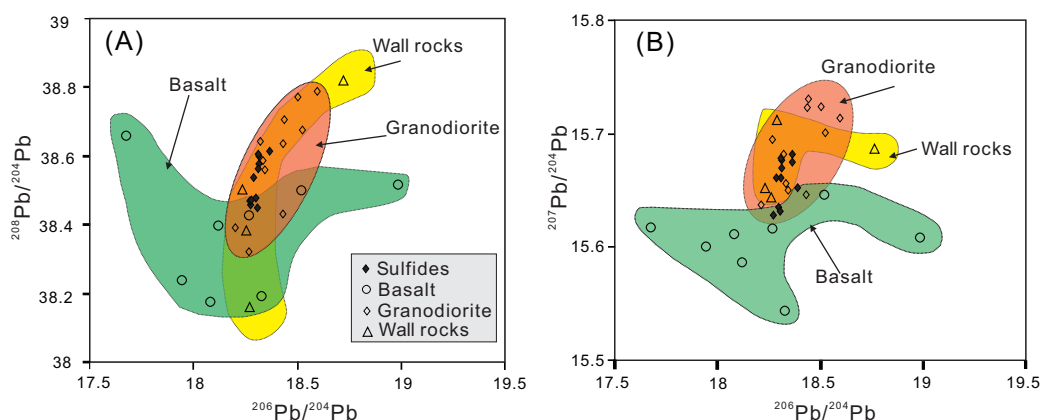 (A)
39
38.8
38.6
38.4
38.2
38
²⁰⁸Pb/²⁰⁴Pb
Wall rocks
Basalt
Granodiorite
Sulfides
Basalt
Granodiorite
Wall rocks
17.5
18
18.5
19
19.5
²⁰⁶Pb/²⁰⁴Pb
(B)
15.8
15.7
15.6
15.5
²⁰⁷Pb/²⁰⁴Pb
Granodiorite
Wall rocks
Basalt
17.5
18
18.5
19
19.5
²⁰⁶Pb/²⁰⁴Pb